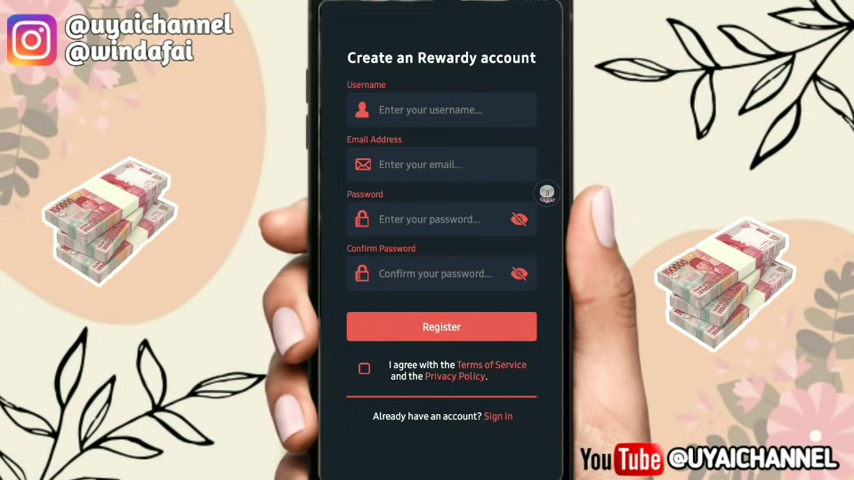 @uyaichannel
@windafai
Create an Rewardy account
Username
Enter your username...
Email Address
Enter your email...
Password
Enter your password...
Confirm Password
Confirm your password...
Register
I agree with the Terms of Service
and the Privacy Policy.
Already have an account? Sign in
100000
100000
YouTube @UYAICHANNEL